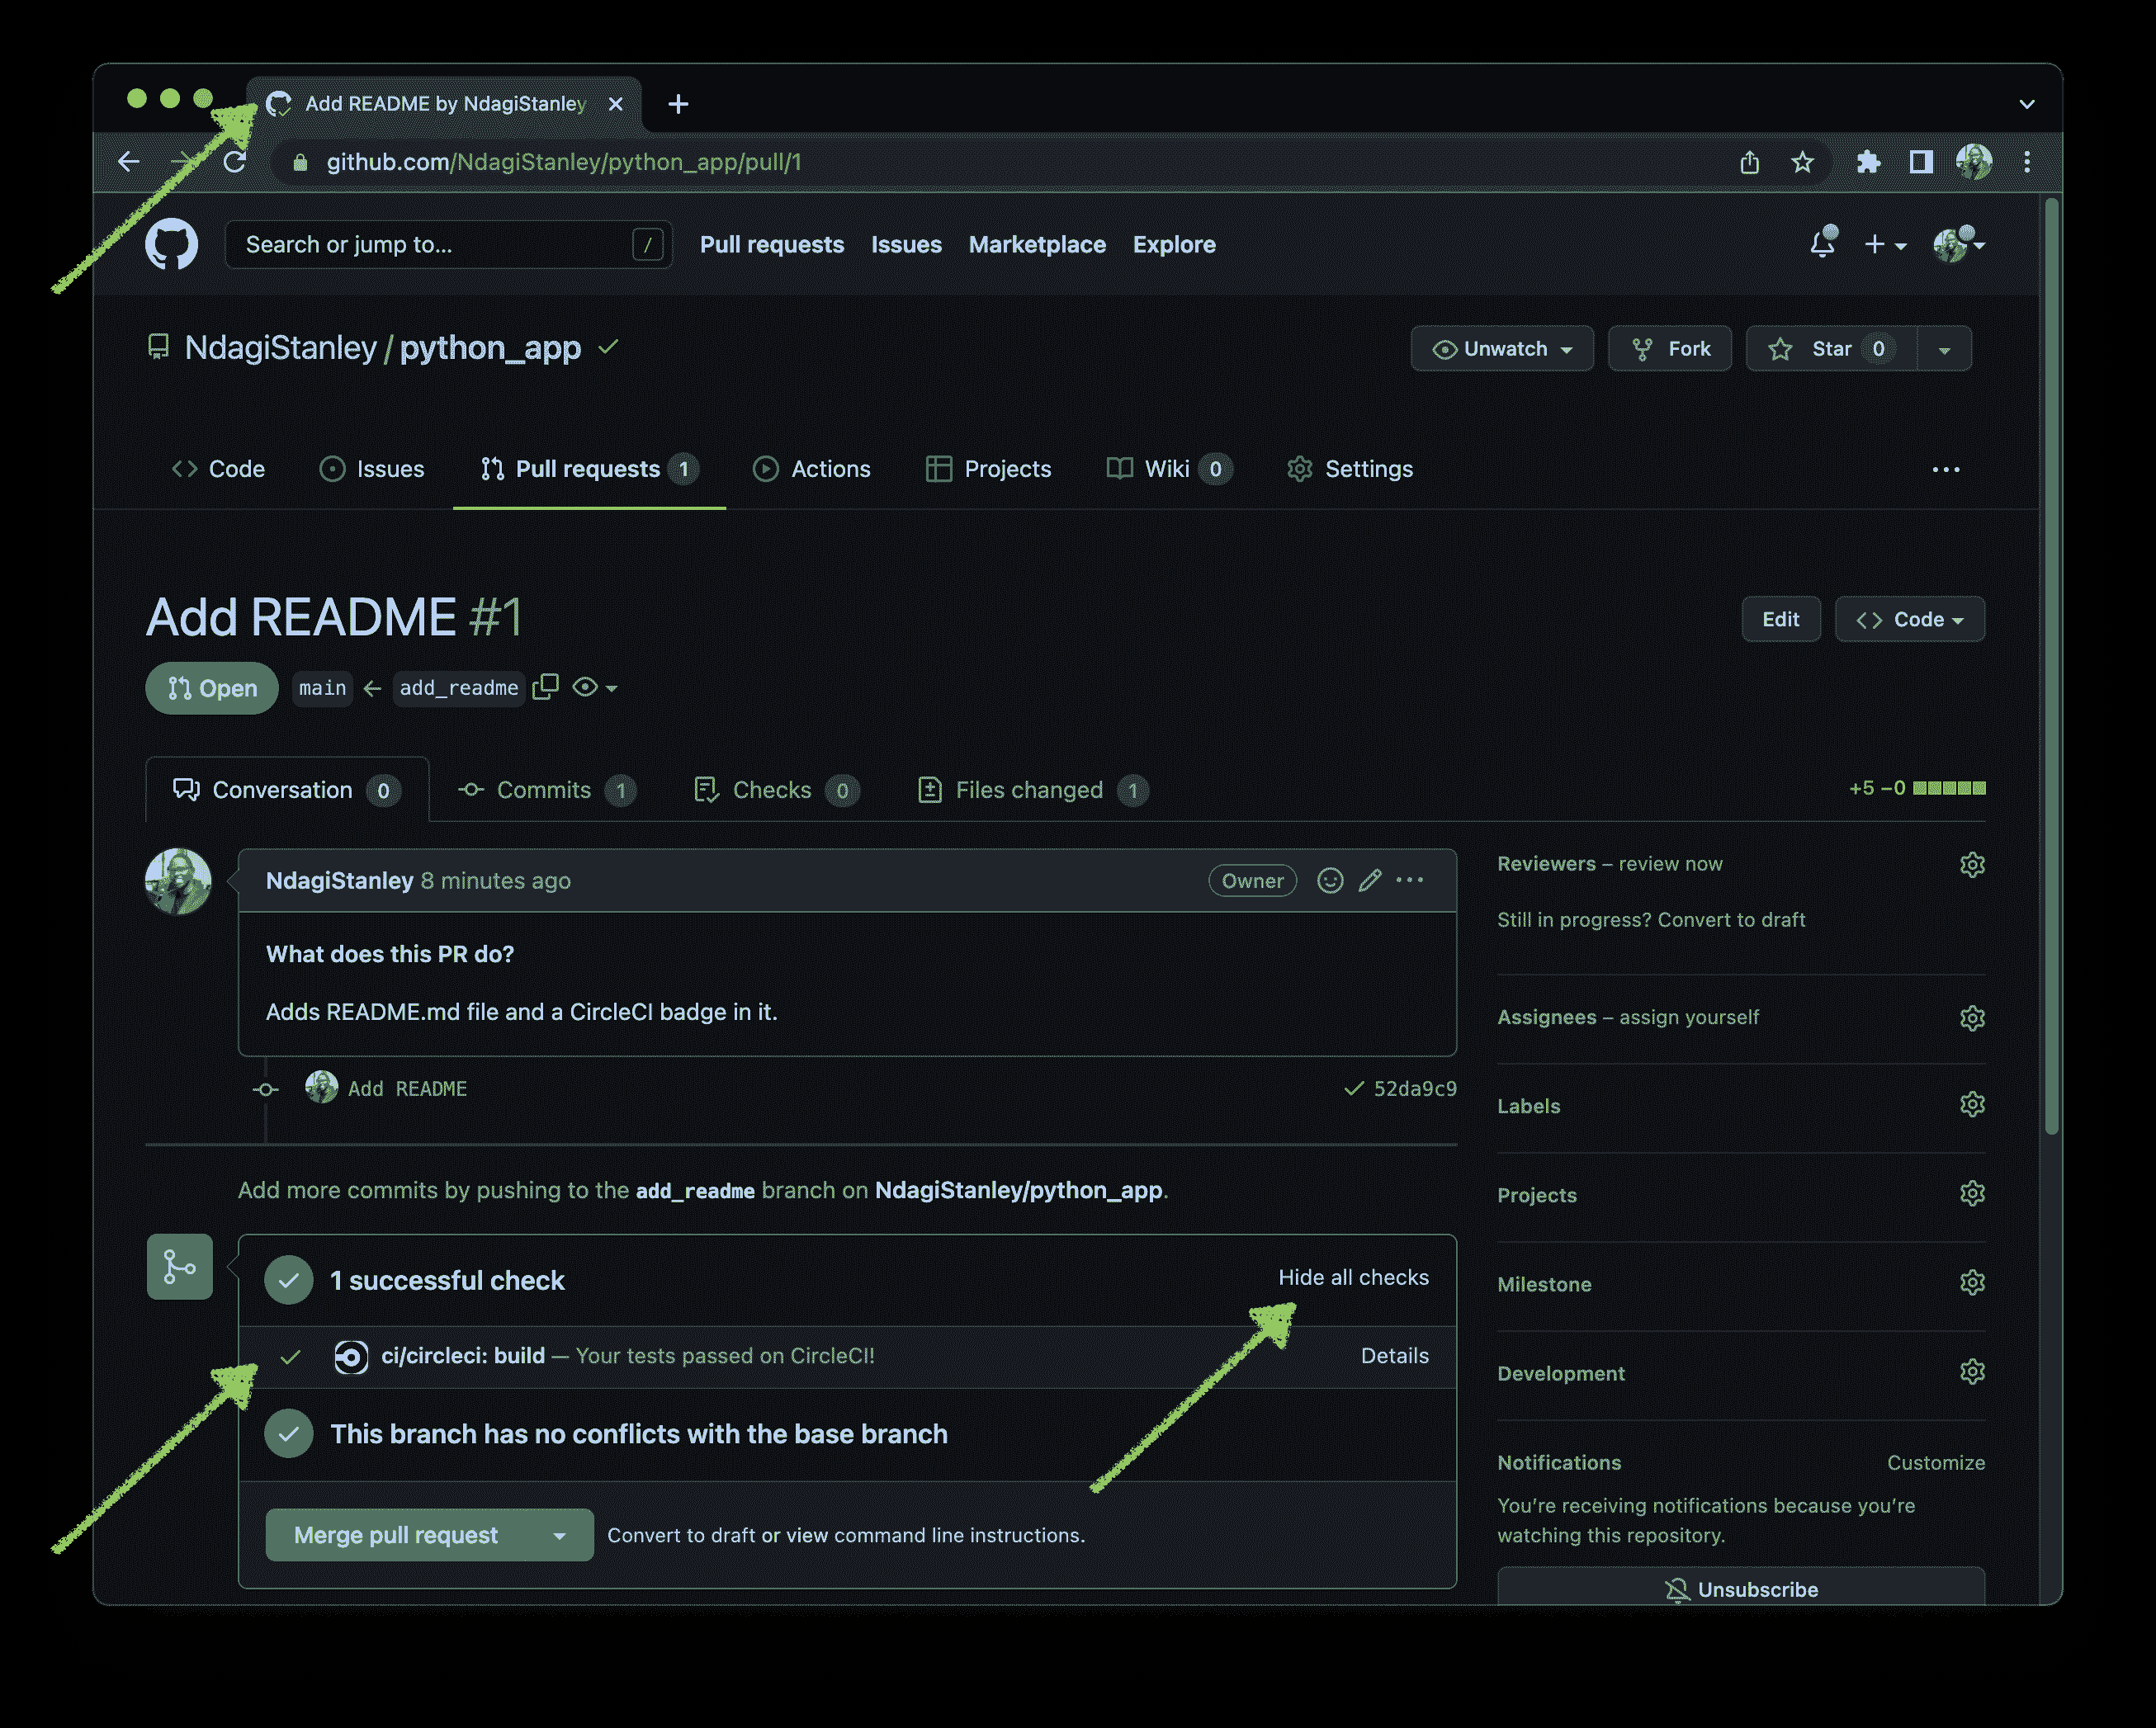 Add README by NdagiStanley
github.com/NdagiStanley/python_app/pull/1
Search or jump to... / Pull requests Issues Marketplace Explore
NdagiStanley / python_app Unwatch Fork Star 0
Code Issues Pull requests 1 Actions Projects Wiki 0 Settings
Add README #1 Edit Code
Open main ← add_readme
Conversation 0 Commits 1 Checks 0 Files changed 1 +5 −0
NdagiStanley 8 minutes ago Owner
What does this PR do?
Adds README.md file and a CircleCI badge in it.
Add README 52da9c9
Add more commits by pushing to the add_readme branch on NdagiStanley/python_app.
1 successful check Hide all checks
ci/circleci: build — Your tests passed on CircleCI! Details
This branch has no conflicts with the base branch
Merge pull request Convert to draft or view command line instructions.
Reviewers – review now
Still in progress? Convert to draft
Assignees – assign yourself
Labels
Projects
Milestone
Development
Notifications Customize
You're receiving notifications because you're
watching this repository.
Unsubscribe